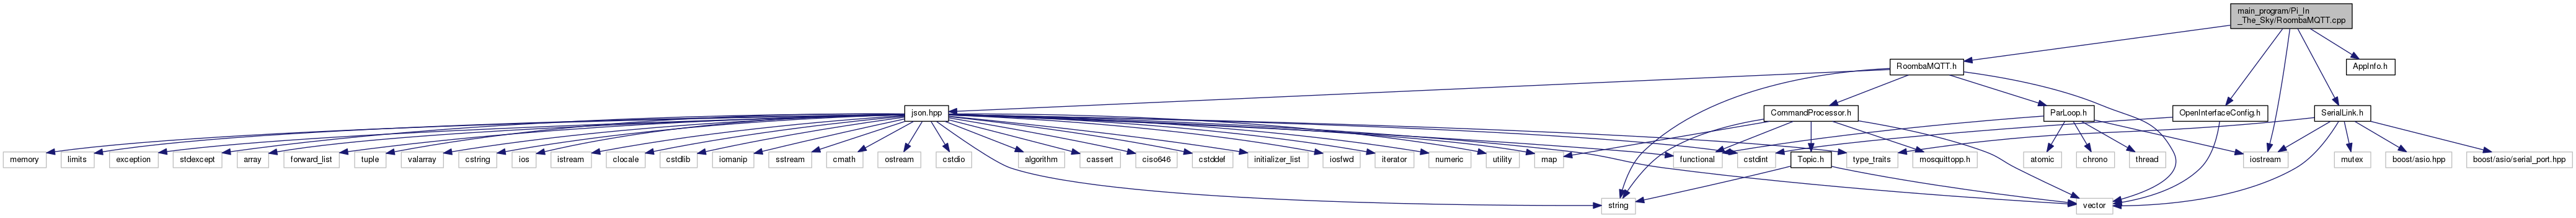 main_program/Pi_In
_The_Sky/RoombaMQTT.cpp
RoombaMQTT.h
AppInfo.h
json.hpp
CommandProcessor.h
ParLoop.h
OpenInterfaceConfig.h
SerialLink.h
memory
limits
exception
stdexcept
array
forward_list
tuple
valarray
cstring
ios
istream
clocale
cstdlib
iomanip
sstream
cmath
ostream
cstdio
algorithm
cassert
ciso646
cstddef
initializer_list
iosfwd
iterator
numeric
utility
map
functional
cstdint
Topic.h
type_traits
mosquittopp.h
atomic
chrono
thread
iostream
mutex
boost/asio.hpp
boost/asio/serial_port.hpp
string
vector